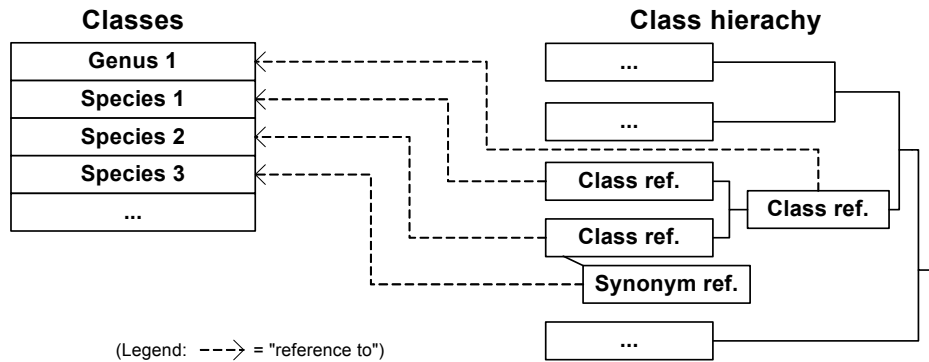 Classes
Class hierachy
Genus 1
...
Species 1
...
Species 2
Species 3
Class ref.
Class ref.
...
Class ref.
Synonym ref.
...
(Legend: = "reference to")